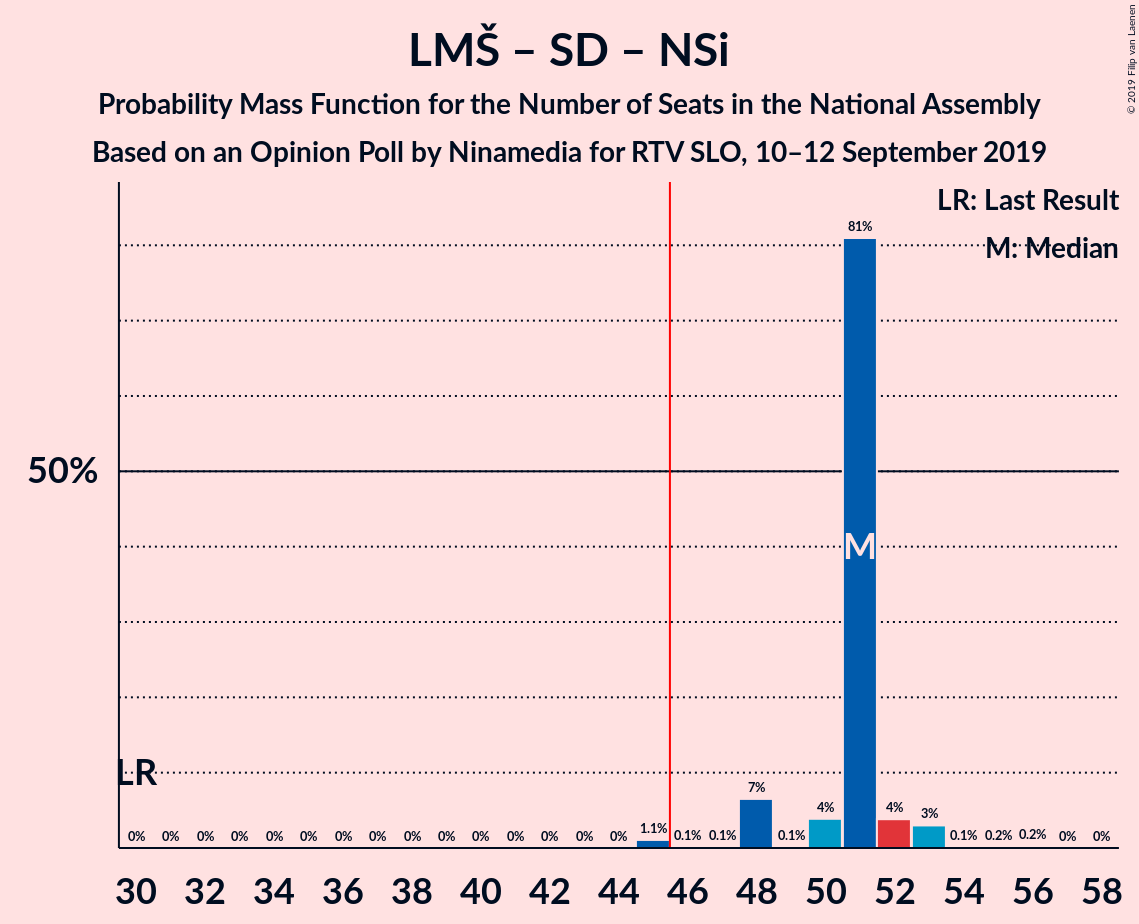 LMŠ – SD – NSi
Probability Mass Function for the Number of Seats in the National Assembly
Based on an Opinion Poll by Ninamedia for RTV SLO, 10–12 September 2019
© 2019 Filip van Laenen
LR: Last Result
M: Median
81%
50%
M
LR
7%
4%
4%
3%
0% 0% 0% 0% 0% 0% 0% 0% 0% 0% 0% 0% 0% 0% 0% 1.1% 0.1% 0.1% 0.1% 0.1% 0.2% 0.2% 0% 0%
30 32 34 36 38 40 42 44 46 48 50 52 54 56 58